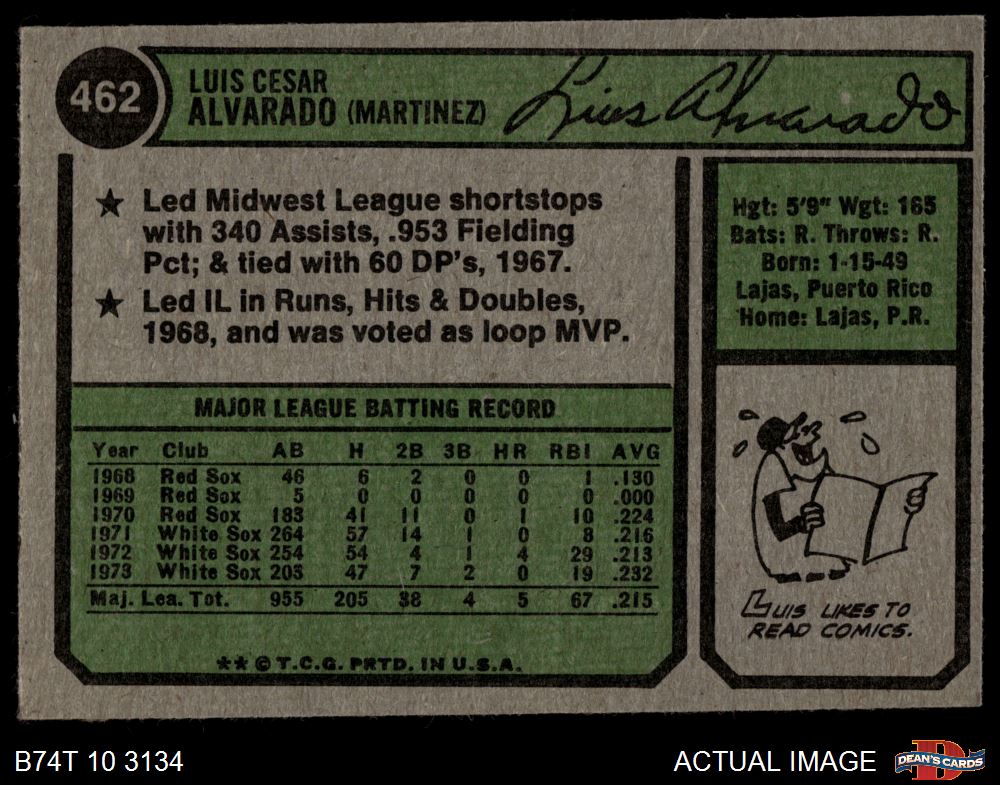 462
LUIS CESAR
ALVARADO (MARTINEZ)
Luis Alvarado
★ Led Midwest League shortstops
with 340 Assists, .953 Fielding
Pct; & tied with 60 DP's, 1967.
★ Led IL in Runs, Hits & Doubles,
1968, and was voted as loop MVP.
MAJOR LEAGUE BATTING RECORD
Year Club AB H 2B 3B HR RBI AVG
1968 Red Sox 46 6 2 0 0 1 .130
1969 Red Sox 5 0 0 0 0 0 .000
1970 Red Sox 183 41 11 0 1 10 .224
1971 White Sox 264 57 14 1 0 8 .216
1972 White Sox 254 54 4 1 4 29 .213
1973 White Sox 203 47 7 2 0 19 .232
Maj. Lea. Tot. 955 205 38 4 5 67 .215
** © T.C.G. PRTD. IN U.S.A.
Hgt: 5'9" Wgt: 165
Bats: R. Throws: R.
Born: 1-15-49
Lajas, Puerto Rico
Home: Lajas, P.R.
LUIS LIKES TO
READ COMICS.
B74T 10 3134
ACTUAL IMAGE
D
DEAN'S CARDS